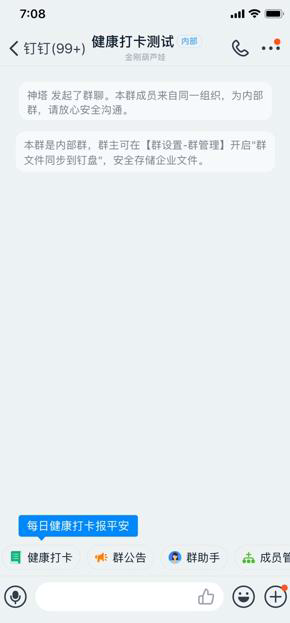 7:08
钉钉(99+)
健康打卡测试 内部
金刚葫芦娃
神塔 发起了群聊。本群成员来自同一组织，为内部
群，请放心安全沟通。
本群是内部群，群主可在【群设置-群管理】开启"群
文件同步到钉盘"，安全存储企业文件。
每日健康打卡报平安
健康打卡 群公告 群助手 成员管